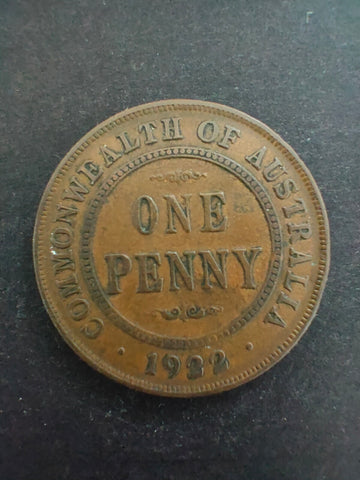 COMMONWEALTH OF AUSTRALIA
ONE
PENNY
· 1922 ·